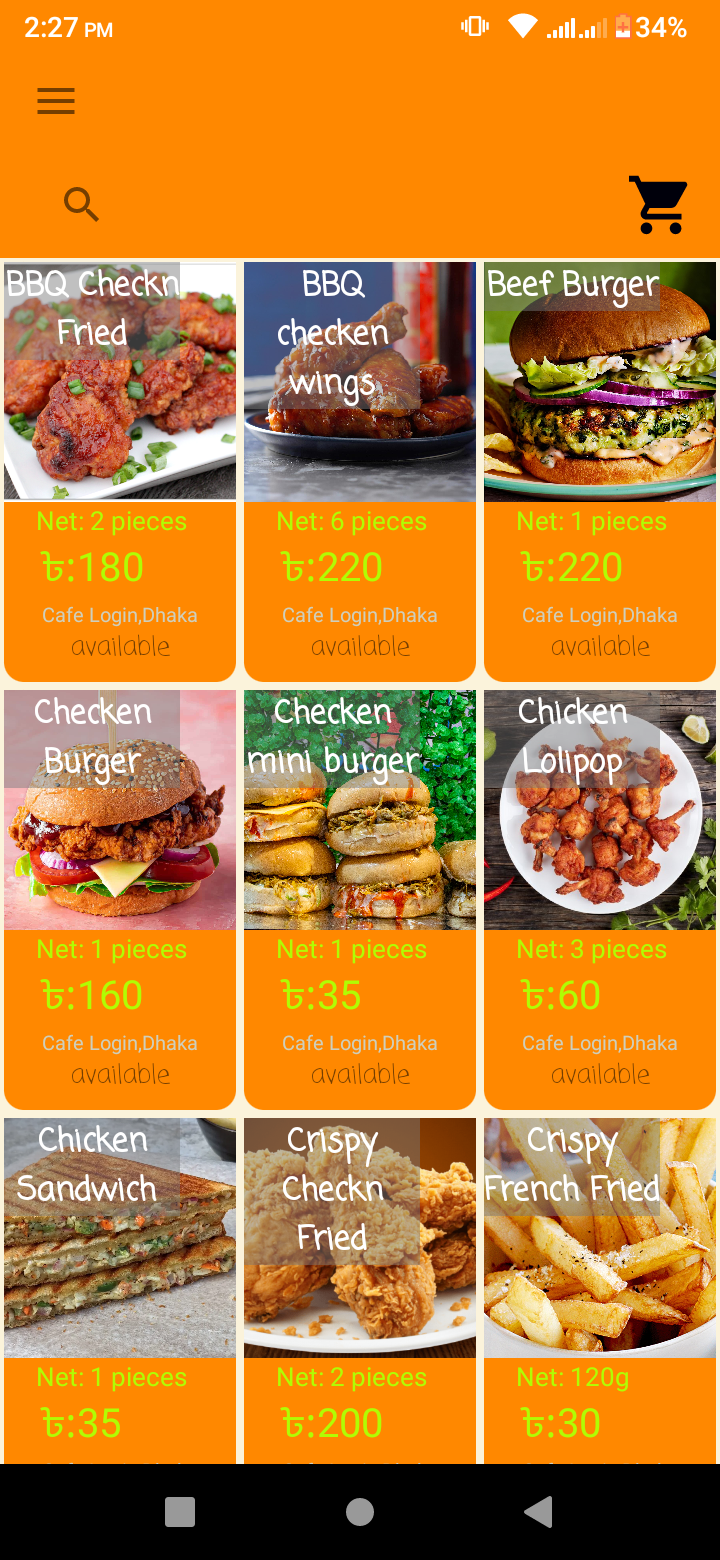 2:27 PM
34%
BBQ Checkn
Fried
Net: 2 pieces
৳:180
Cafe Login,Dhaka
available
BBQ
checken
wings
Net: 6 pieces
৳:220
Cafe Login,Dhaka
available
Beef Burger
Net: 1 pieces
৳:220
Cafe Login,Dhaka
available
Checken
Burger
Net: 1 pieces
৳:160
Cafe Login,Dhaka
available
Checken
mini burger
Net: 1 pieces
৳:35
Cafe Login,Dhaka
available
Chicken
Lolipop
Net: 3 pieces
৳:60
Cafe Login,Dhaka
available
Chicken
Sandwich
Net: 1 pieces
৳:35
Crispy
Checkn
Fried
Net: 2 pieces
৳:200
Crispy
French Fried
Net: 120g
৳:30